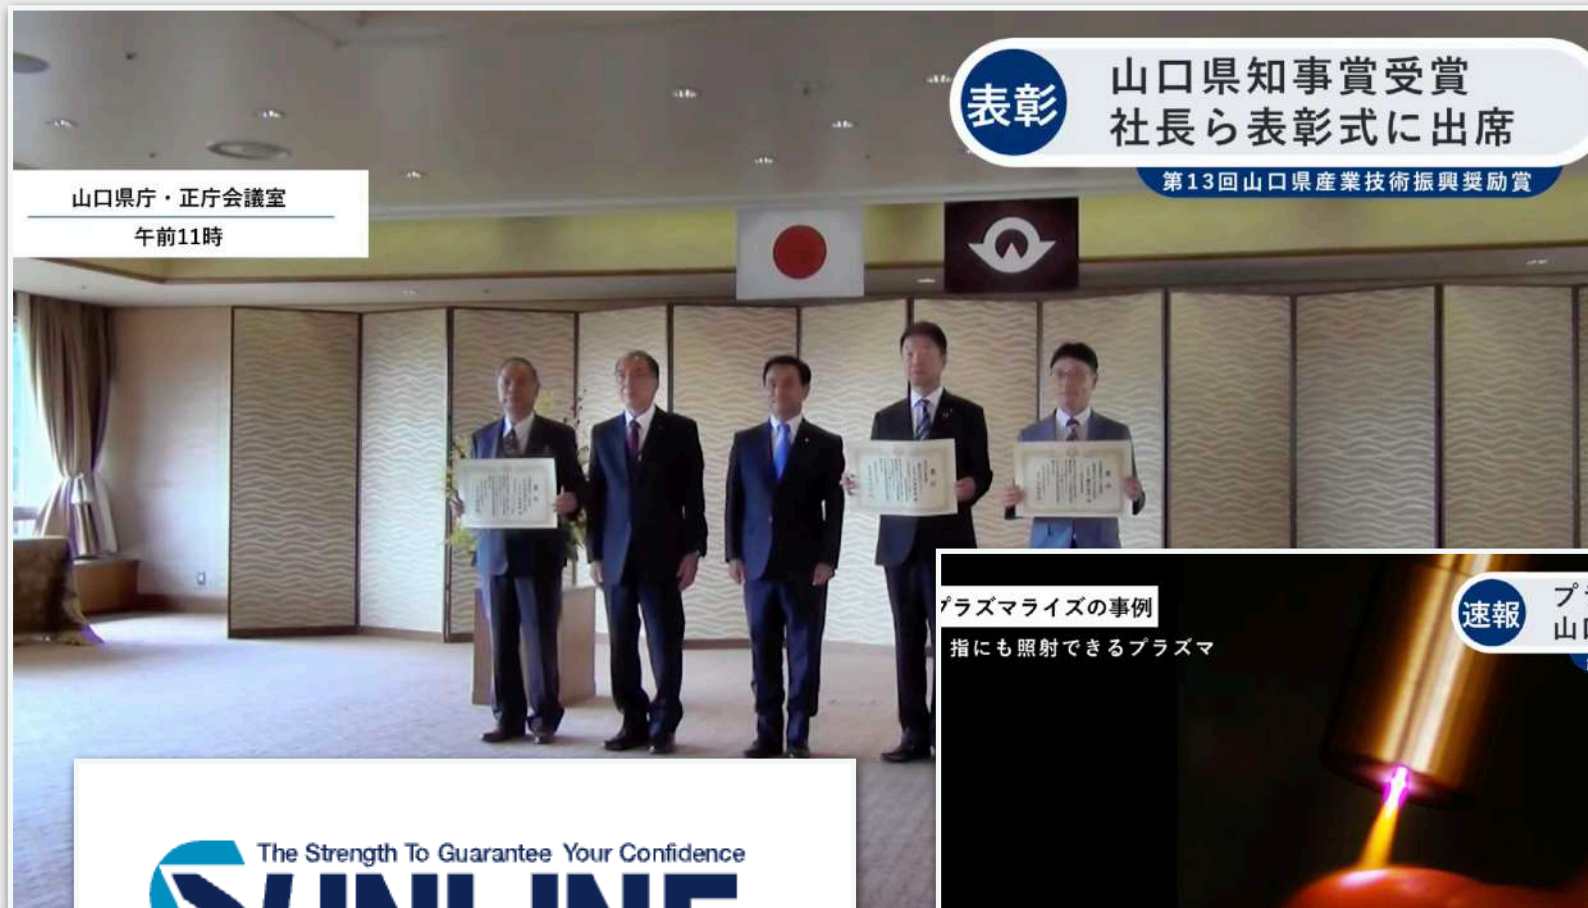 表彰
山口県知事賞受賞
社長ら表彰式に出席
第13回山口県産業技術振興奨励賞
山口県庁・正庁会議室
午前11時
プラズマライズの事例
指にも照射できるプラズマ
速報
The Strength To Guarantee Your Confidence
SUNLINE